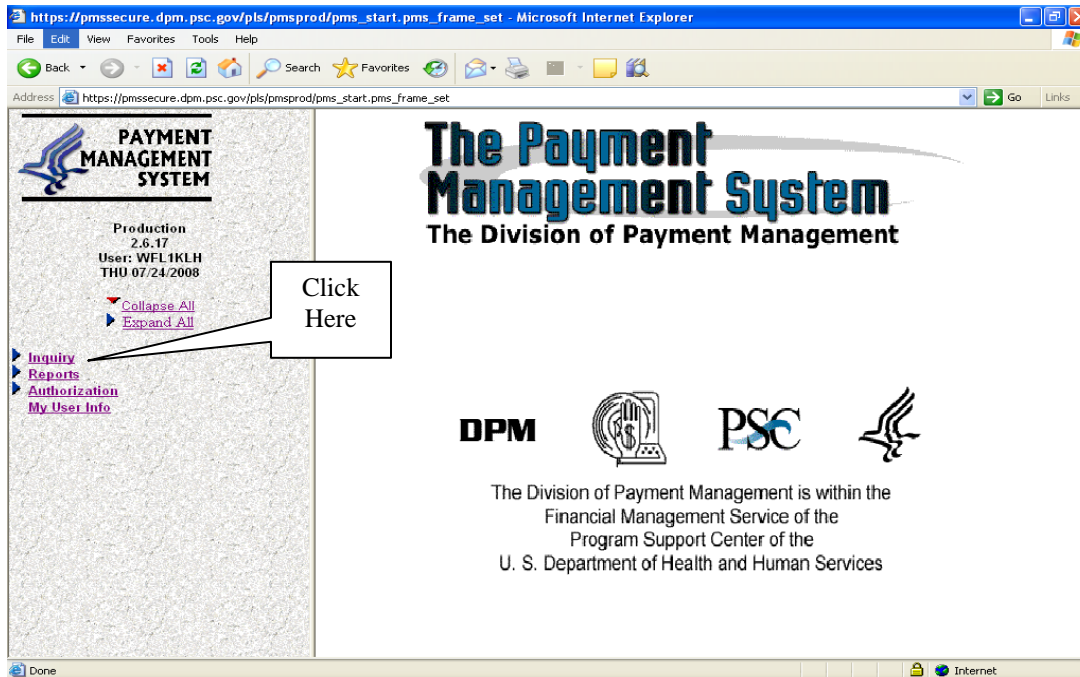 https://pmssecure.dpm.psc.gov/pls/pmsprod/pms_start.pms_frame_set - Microsoft Internet Explorer
File Edit View Favorites Tools Help
Back Search Favorites
Address https://pmssecure.dpm.psc.gov/pls/pmsprod/pms_start.pms_frame_set Go Links
PAYMENT
MANAGEMENT
SYSTEM
Production
2.6.17
User: WFL1KLH
THU 07/24/2008
Collapse All
Expand All
Inquiry
Reports
Authorization
My User Info
Click
Here
The Payment
Management System
The Division of Payment Management
DPM $ PSC
The Division of Payment Management is within the
Financial Management Service of the
Program Support Center of the
U. S. Department of Health and Human Services
Done Internet